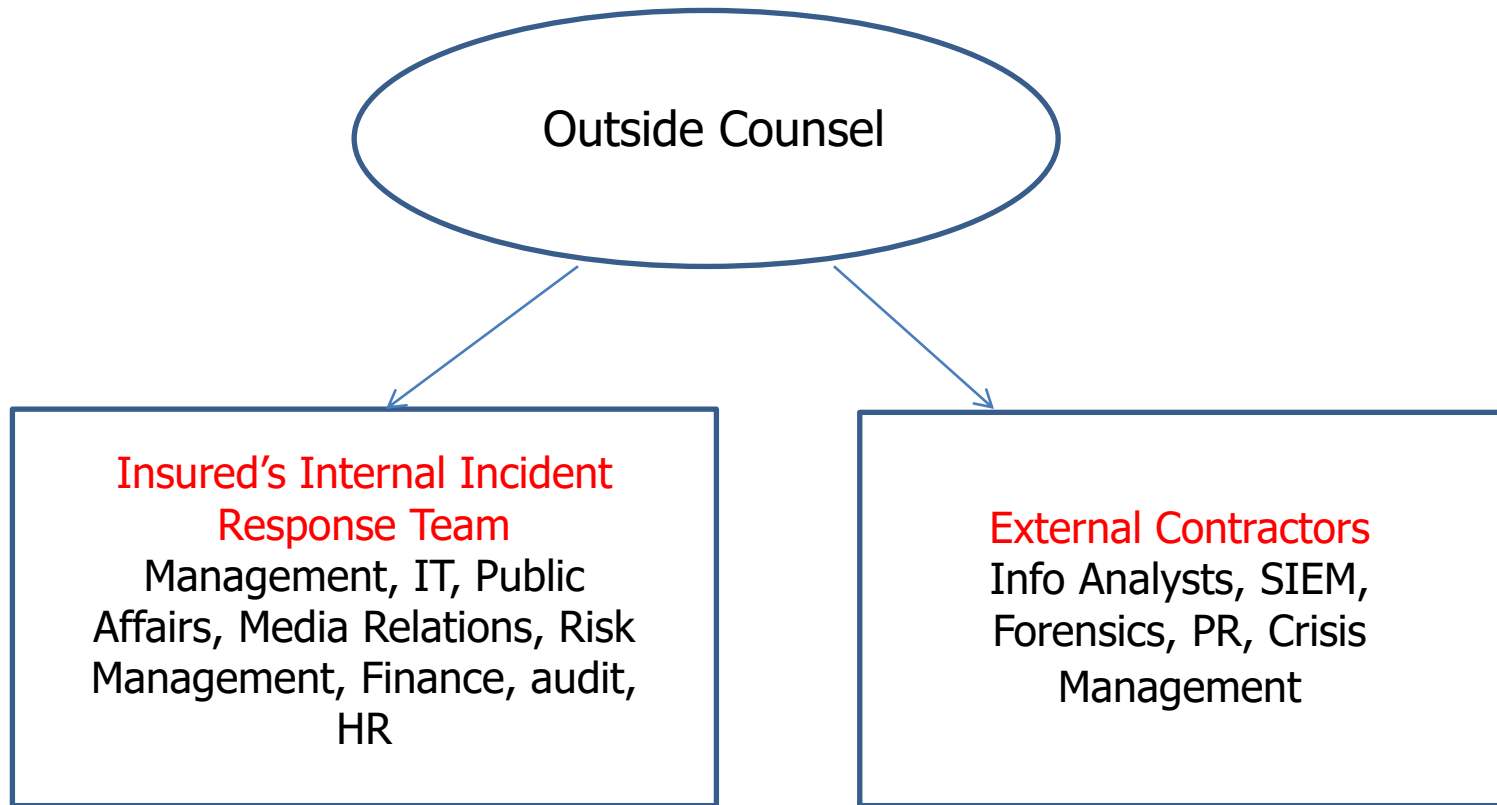 Outside Counsel
Insured’s Internal Incident
Response Team
Management, IT, Public
Affairs, Media Relations, Risk
Management, Finance, audit,
HR
External Contractors
Info Analysts, SIEM,
Forensics, PR, Crisis
Management